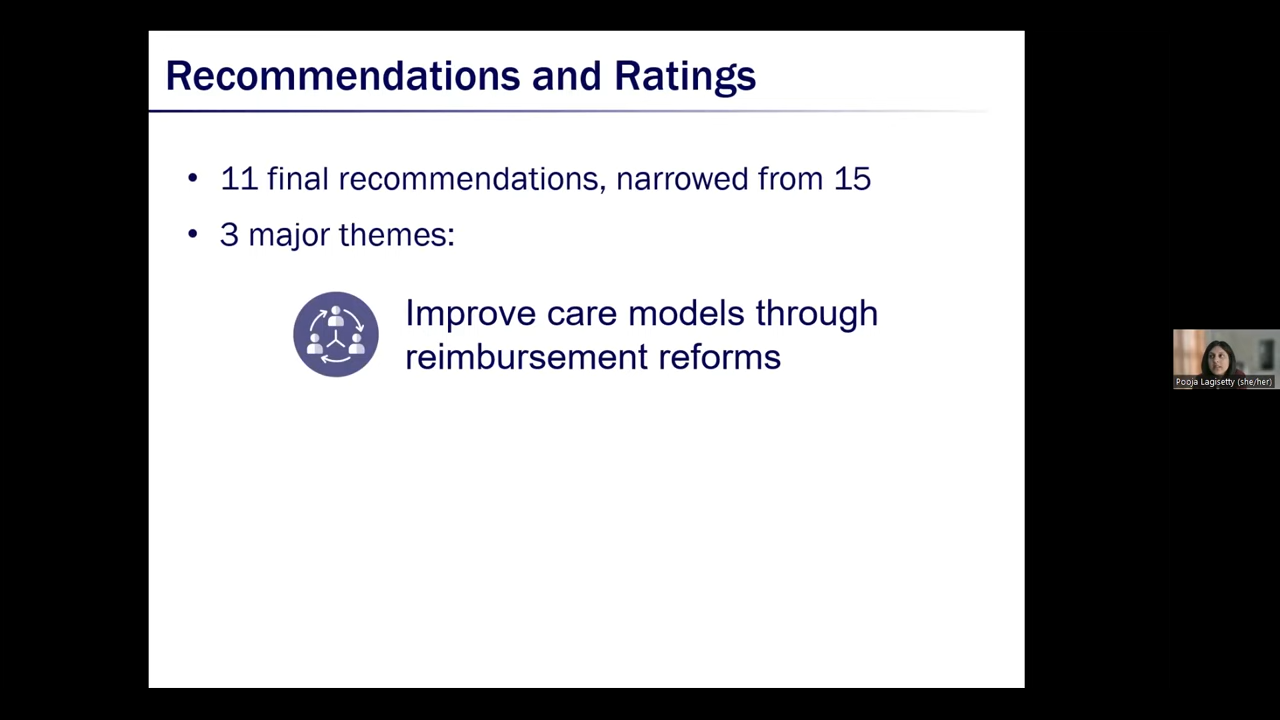 Recommendations and Ratings
• 11 final recommendations, narrowed from 15
• 3 major themes:
Improve care models through
reimbursement reforms
Pooja Lagisetty (she/her)